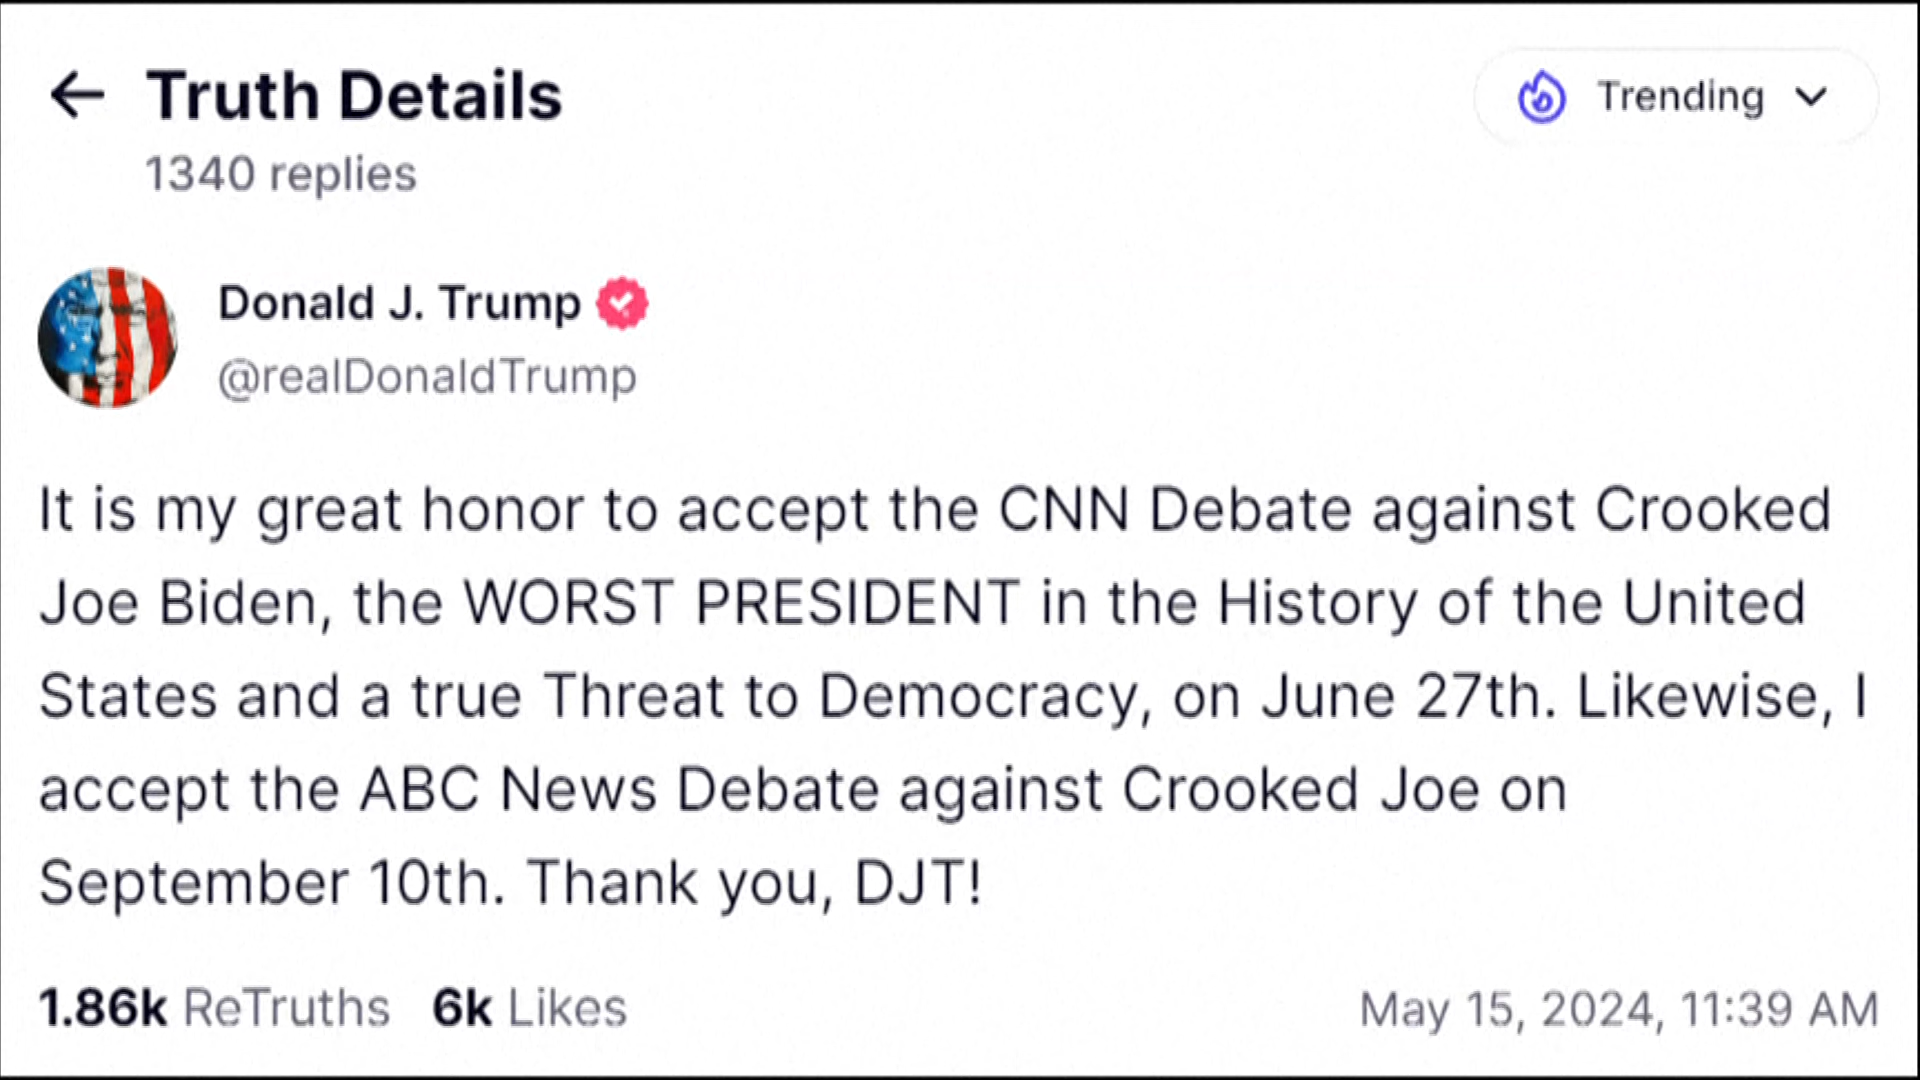 Truth Details
Trending
1340 replies
Donald J. Trump
@realDonaldTrump
It is my great honor to accept the CNN Debate against Crooked
Joe Biden, the WORST PRESIDENT in the History of the United
States and a true Threat to Democracy, on June 27th. Likewise, I
accept the ABC News Debate against Crooked Joe on
September 10th. Thank you, DJT!
1.86k ReTruths 6k Likes
May 15, 2024, 11:39 AM